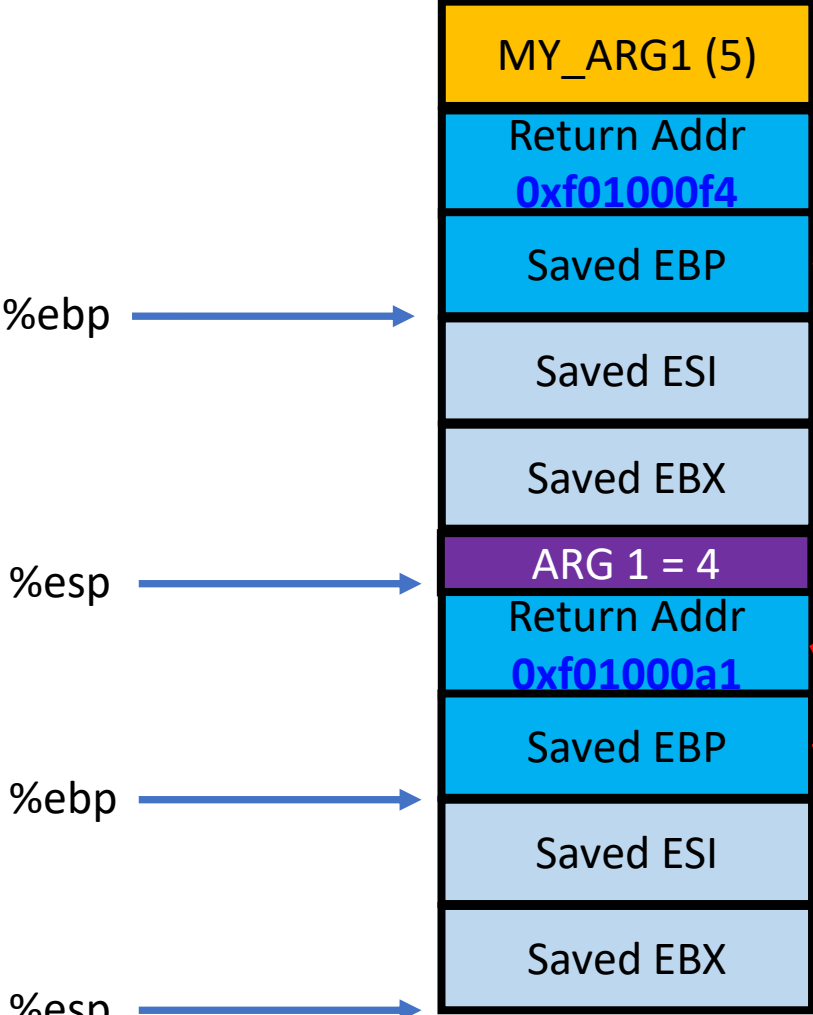 MY_ARG1 (5)
Return Addr
0xf01000f4
Saved EBP
%ebp
Saved ESI
Saved EBX
ARG 1 = 4
%esp
Return Addr
0xf01000a1
Saved EBP
%ebp
Saved ESI
Saved EBX
%esp